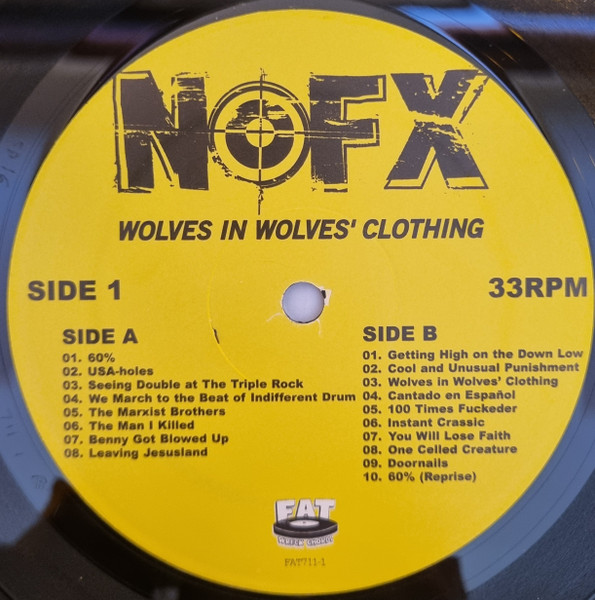 NOFX
WOLVES IN WOLVES' CLOTHING
SIDE 1
33RPM
SIDE A
01. 60%
02. USA-holes
03. Seeing Double at The Triple Rock
04. We March to the Beat of Indifferent Drum
05. The Marxist Brothers
06. The Man I Killed
07. Benny Got Blowed Up
08. Leaving Jesusland
SIDE B
01. Getting High on the Down Low
02. Cool and Unusual Punishment
03. Wolves in Wolves' Clothing
04. Cantado en Español
05. 100 Times Fuckeder
06. Instant Crassic
07. You Will Lose Faith
08. One Celled Creature
09. Doornails
10. 60% (Reprise)
FAT
WRECK CHORDS
FAT711-1